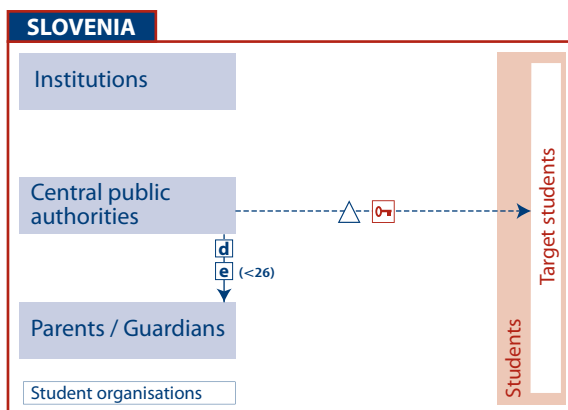 SLOVENIA
Institutions
Central public
authorities
d
e (<26)
Parents / Guardians
Student organisations
Students
Target students